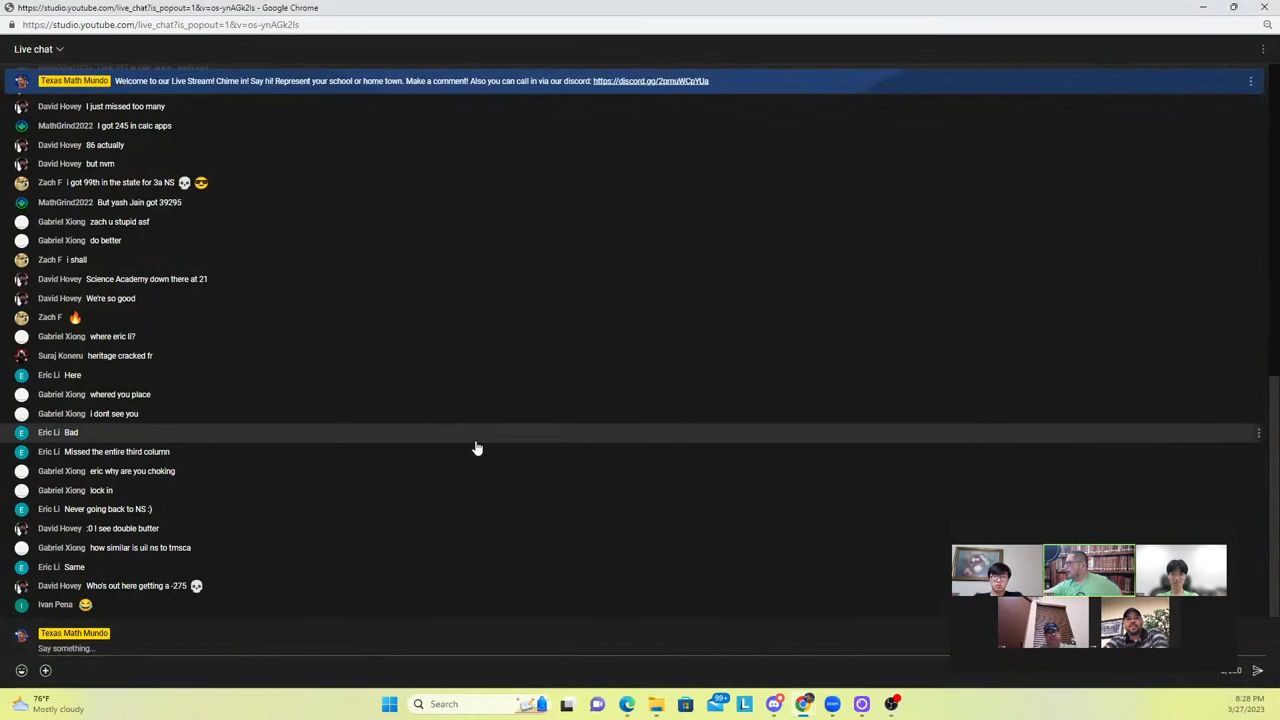 https://studio.youtube.com/live_chat?is_popout=1&v=os-ynAGk2Is - Google Chrome
https://studio.youtube.com/live_chat?is_popout=1&v=os-ynAGk2Is
Live chat
Texas Math Mundo Welcome to our Live Stream! Chime in! Say hi! Represent your school or home town. Make a comment! Also you can call in via our discord: https://discord.gg/2pmuWCpYUa
David Hovey I just missed too many
MathGrind2022 I got 245 in calc apps
David Hovey 86 actually
David Hovey but nvm
Zach F i got 99th in the state for 3a NS 💀 😎
MathGrind2022 But yash Jain got 39295
Gabriel Xiong zach u stupid asf
Gabriel Xiong do better
Zach F i shall
David Hovey Science Academy down there at 21
David Hovey We're so good
Zach F 🔥
Gabriel Xiong where eric li?
Suraj Koneru heritage cracked fr
E Eric Li Here
Gabriel Xiong whered you place
Gabriel Xiong i dont see you
E Eric Li Bad
E Eric Li Missed the entire third column
Gabriel Xiong eric why are you choking
Gabriel Xiong lock in
E Eric Li Never going back to NS :)
David Hovey :0 I see double butter
Gabriel Xiong how similar is uil ns to tmsca
E Eric Li Same
David Hovey Who's out here getting a -275 💀
I Ivan Pena 😂
Texas Math Mundo
Say something...
76°F
Mostly cloudy
Search
99+
L
zoom
8:28 PM
3/27/2023